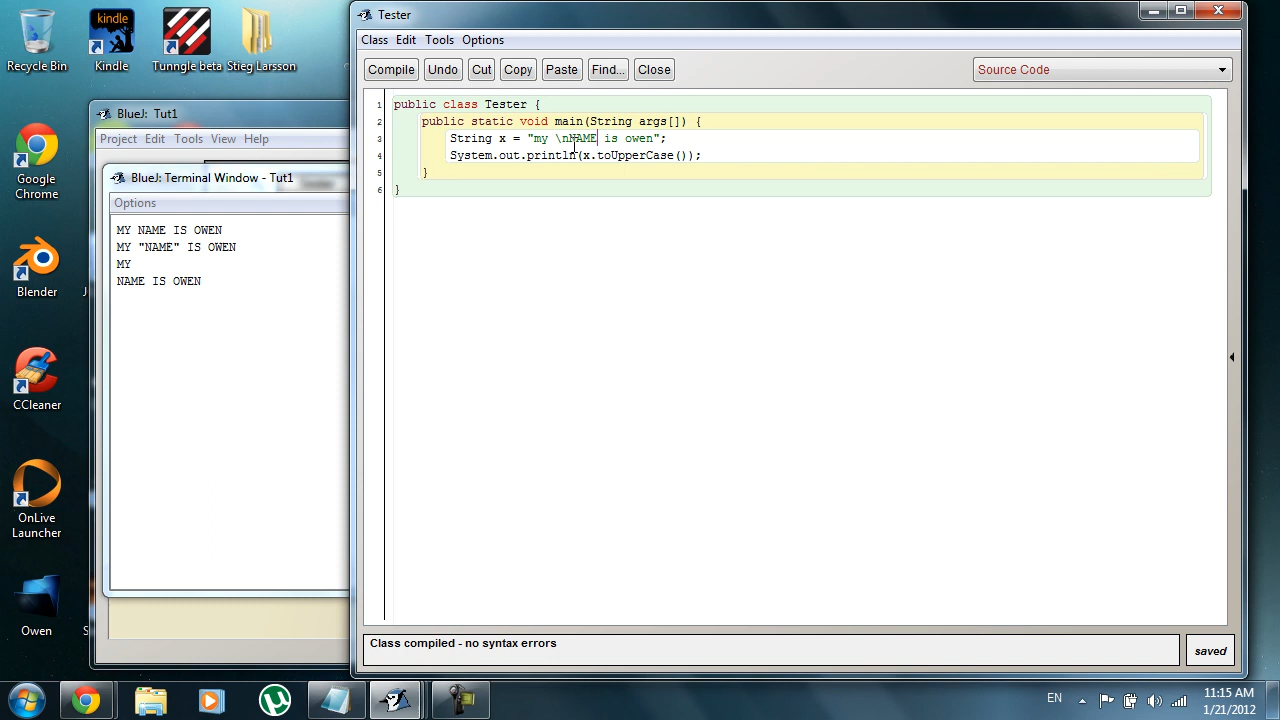 Recycle Bin
Kindle
kindle
Tunngle beta
Stieg Larsson
Google
Chrome
Blender
CCleaner
OnLive
Launcher
Owen
BlueJ: Tut1
Project Edit Tools View Help
BlueJ: Terminal Window - Tut1
Options
MY NAME IS OWEN
MY "NAME" IS OWEN
MY
NAME IS OWEN
Tester
Class Edit Tools Options
Compile Undo Cut Copy Paste Find... Close Source Code
1 public class Tester {
2 public static void main(String args[]) {
3 String x = "my \nNAME is owen";
4 System.out.println(x.toUpperCase());
5 }
6 }
Class compiled - no syntax errors
saved
EN
11:15 AM
1/21/2012